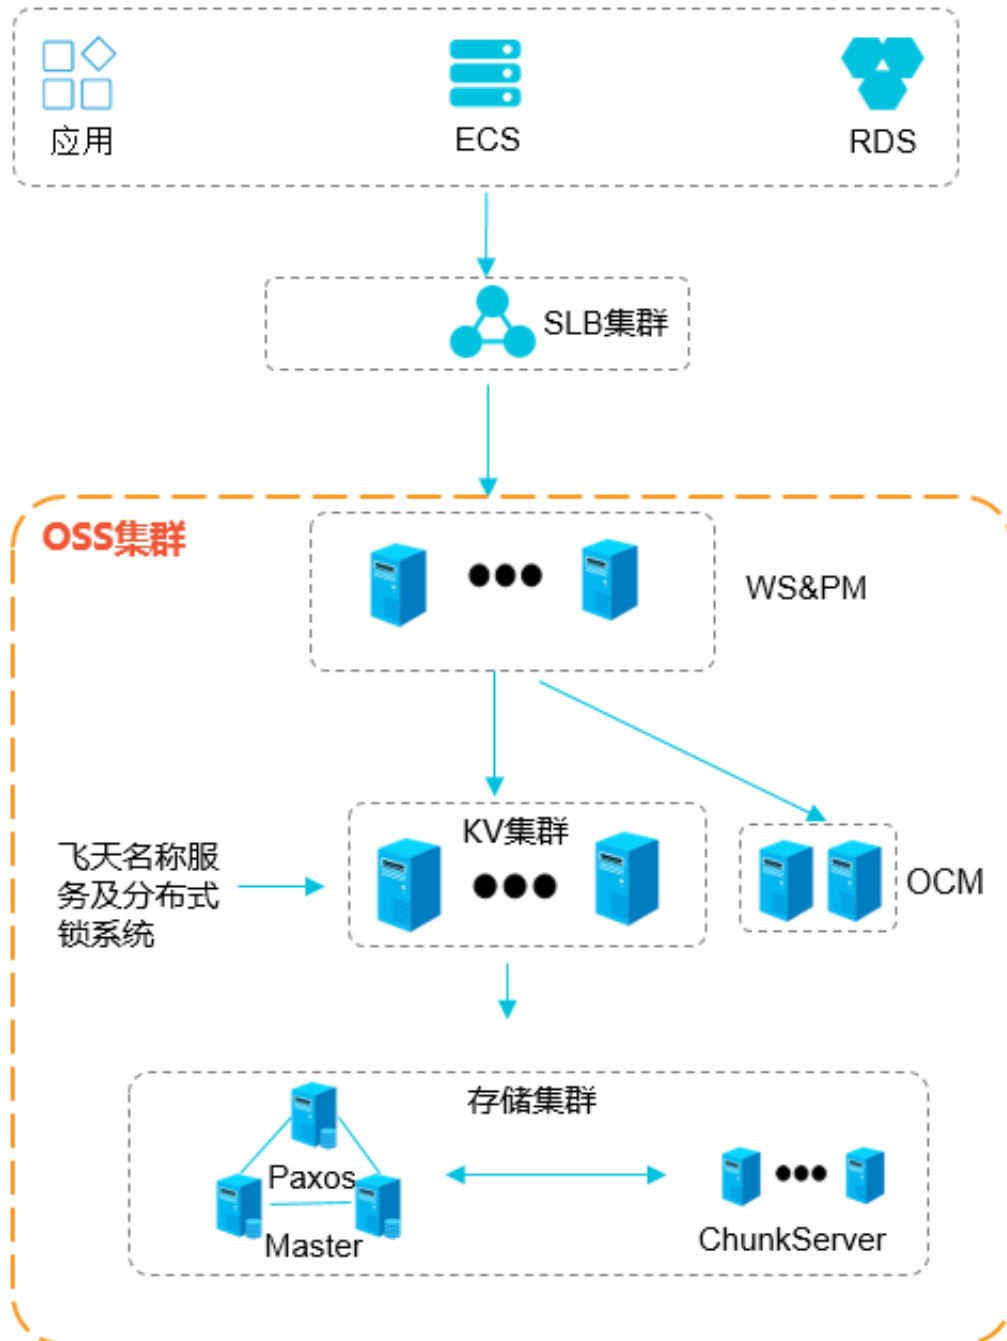 应用
ECS
RDS
SLB集群
OSS集群
WS&PM
KV集群
飞天名称服
务及分布式
锁系统
OCM
存储集群
Paxos
Master
ChunkServer